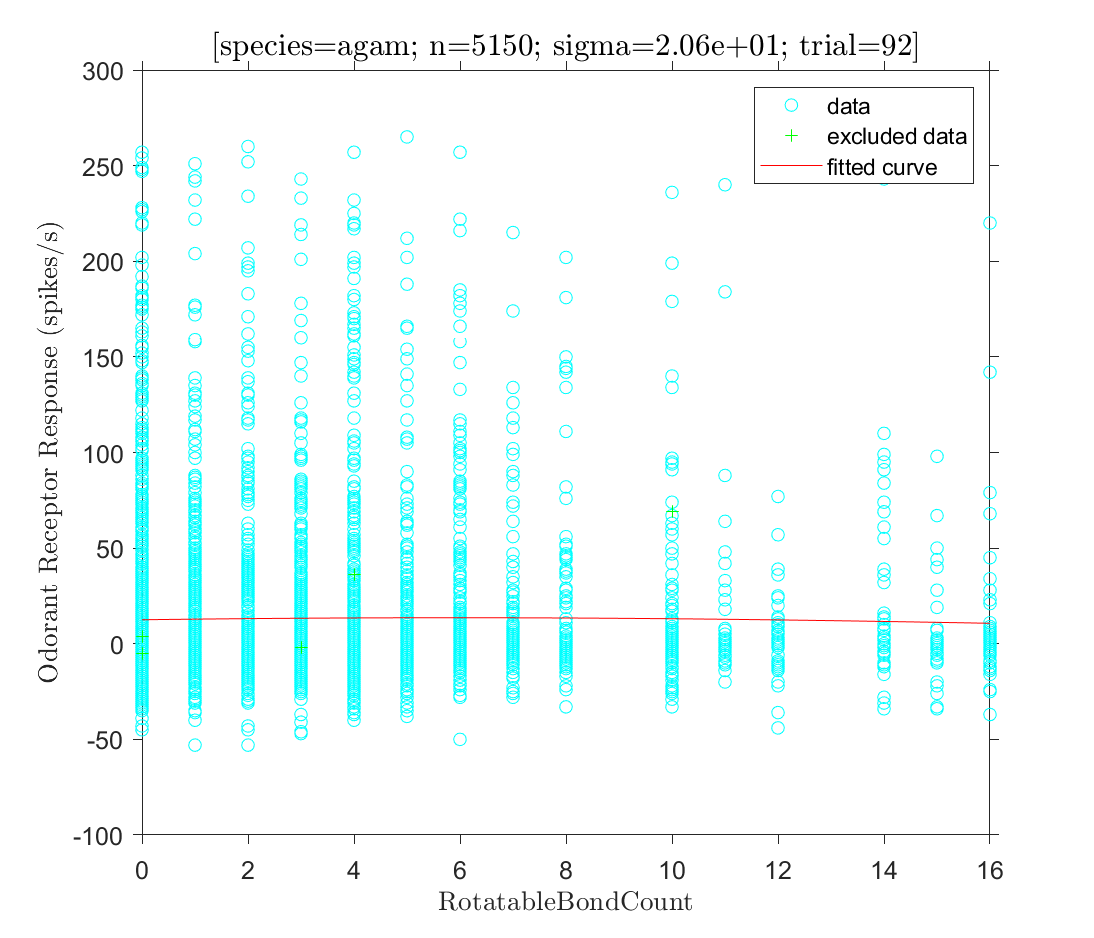 [species=agam; n=5150; sigma=2.06e+01; trial=92]
300
250
200
150
100
50
0
-50
-100
Odorant Receptor Response (spikes/s)
data
excluded data
fitted curve
0 2 4 6 8 10 12 14 16
RotatableBondCount